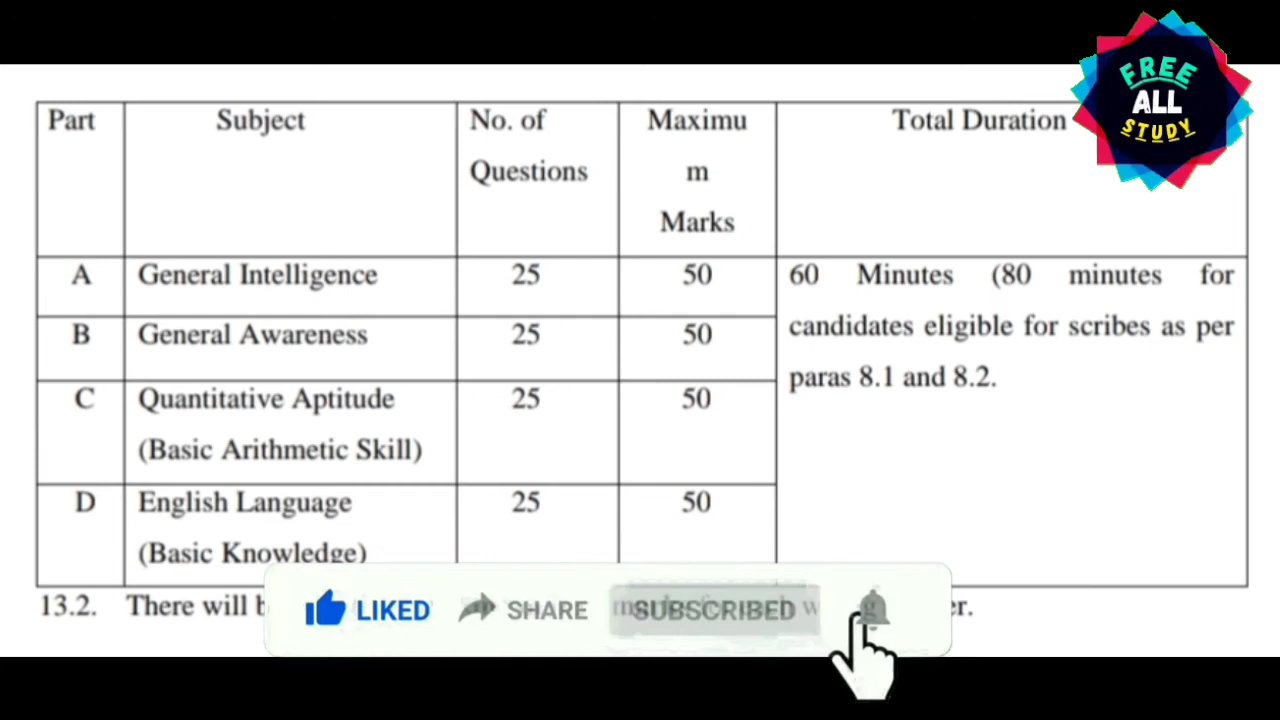 FREE
ALL
STUDY
Part Subject No. of Maximu Total Duration
Questions m
Marks
A General Intelligence 25 50 60 Minutes (80 minutes for
B General Awareness 25 50 candidates eligible for scribes as per
C Quantitative Aptitude 25 50 paras 8.1 and 8.2.
(Basic Arithmetic Skill)
D English Language 25 50
(Basic Knowledge)
13.2. There will
LIKED SHARE SUBSCRIBED